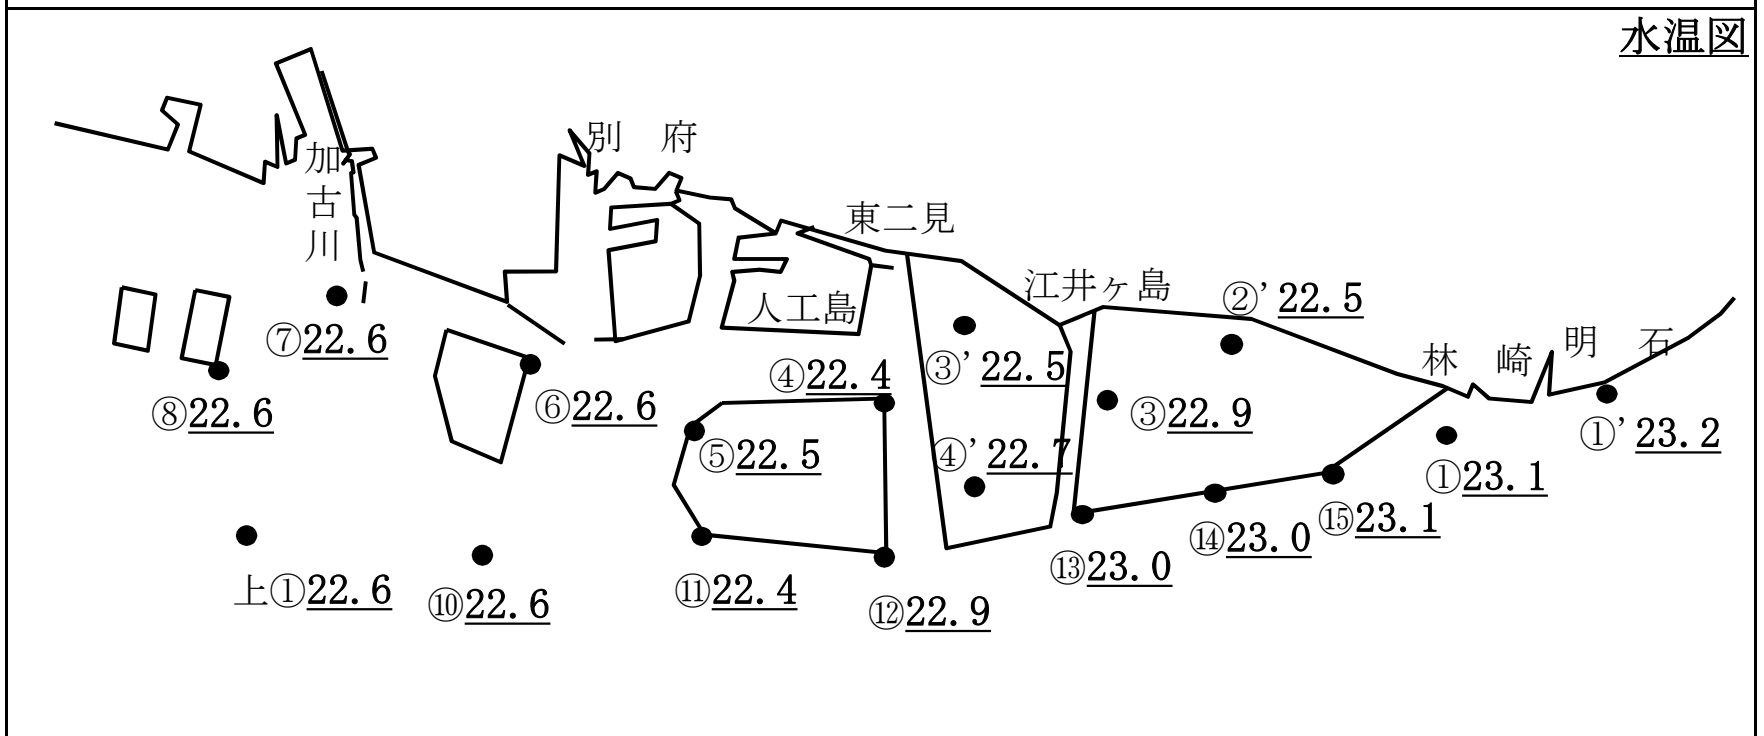 水温図
別 府
加古川
東二見
江井ヶ島
②' 22.5
人工島
⑦22.6
林 崎
明 石
④22.4
③' 22.5
⑧22.6
⑥22.6
③22.9
①' 23.2
⑤22.5
④' 22.7
①23.1
⑮23.1
⑭23.0
⑬23.0
上①22.6
⑩22.6
⑪22.4
⑫22.9